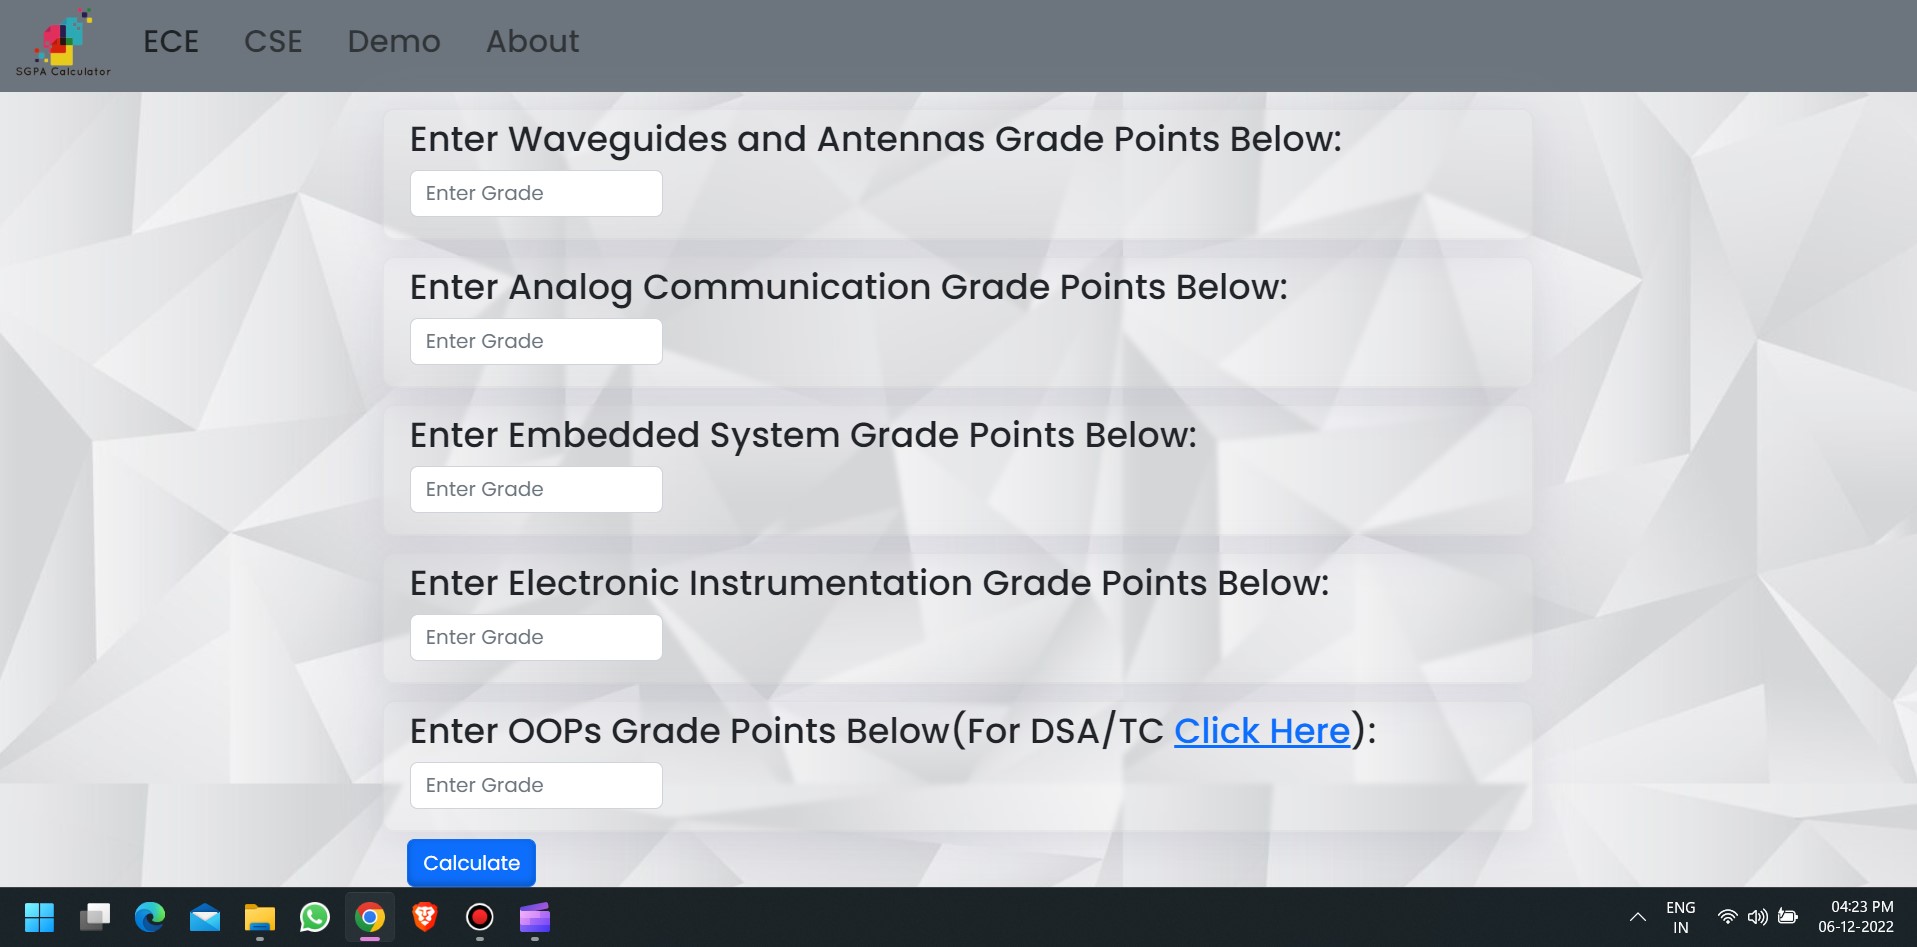 SGPA Calculator
ECE CSE Demo About
Enter Waveguides and Antennas Grade Points Below:
Enter Grade
Enter Analog Communication Grade Points Below:
Enter Grade
Enter Embedded System Grade Points Below:
Enter Grade
Enter Electronic Instrumentation Grade Points Below:
Enter Grade
Enter OOPs Grade Points Below(For DSA/TC Click Here):
Enter Grade
Calculate
ENG
IN
04:23 PM
06-12-2022